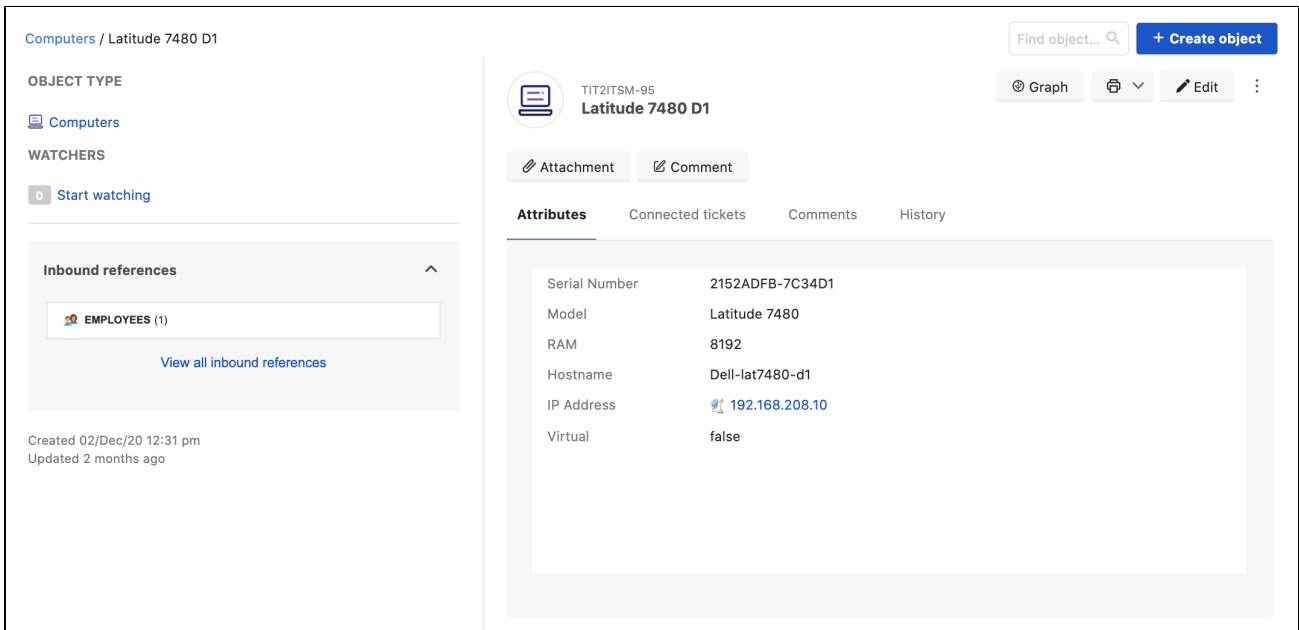 Computers / Latitude 7480 D1
Find object...
+ Create object
OBJECT TYPE
Computers
WATCHERS
0 Start watching
Inbound references
EMPLOYEES (1)
View all inbound references
Created 02/Dec/20 12:31 pm
Updated 2 months ago
TIT2ITSM-95
Latitude 7480 D1
Graph
Edit
Attachment
Comment
Attributes Connected tickets Comments History
Serial Number 2152ADFB-7C34D1
Model Latitude 7480
RAM 8192
Hostname Dell-lat7480-d1
IP Address 192.168.208.10
Virtual false